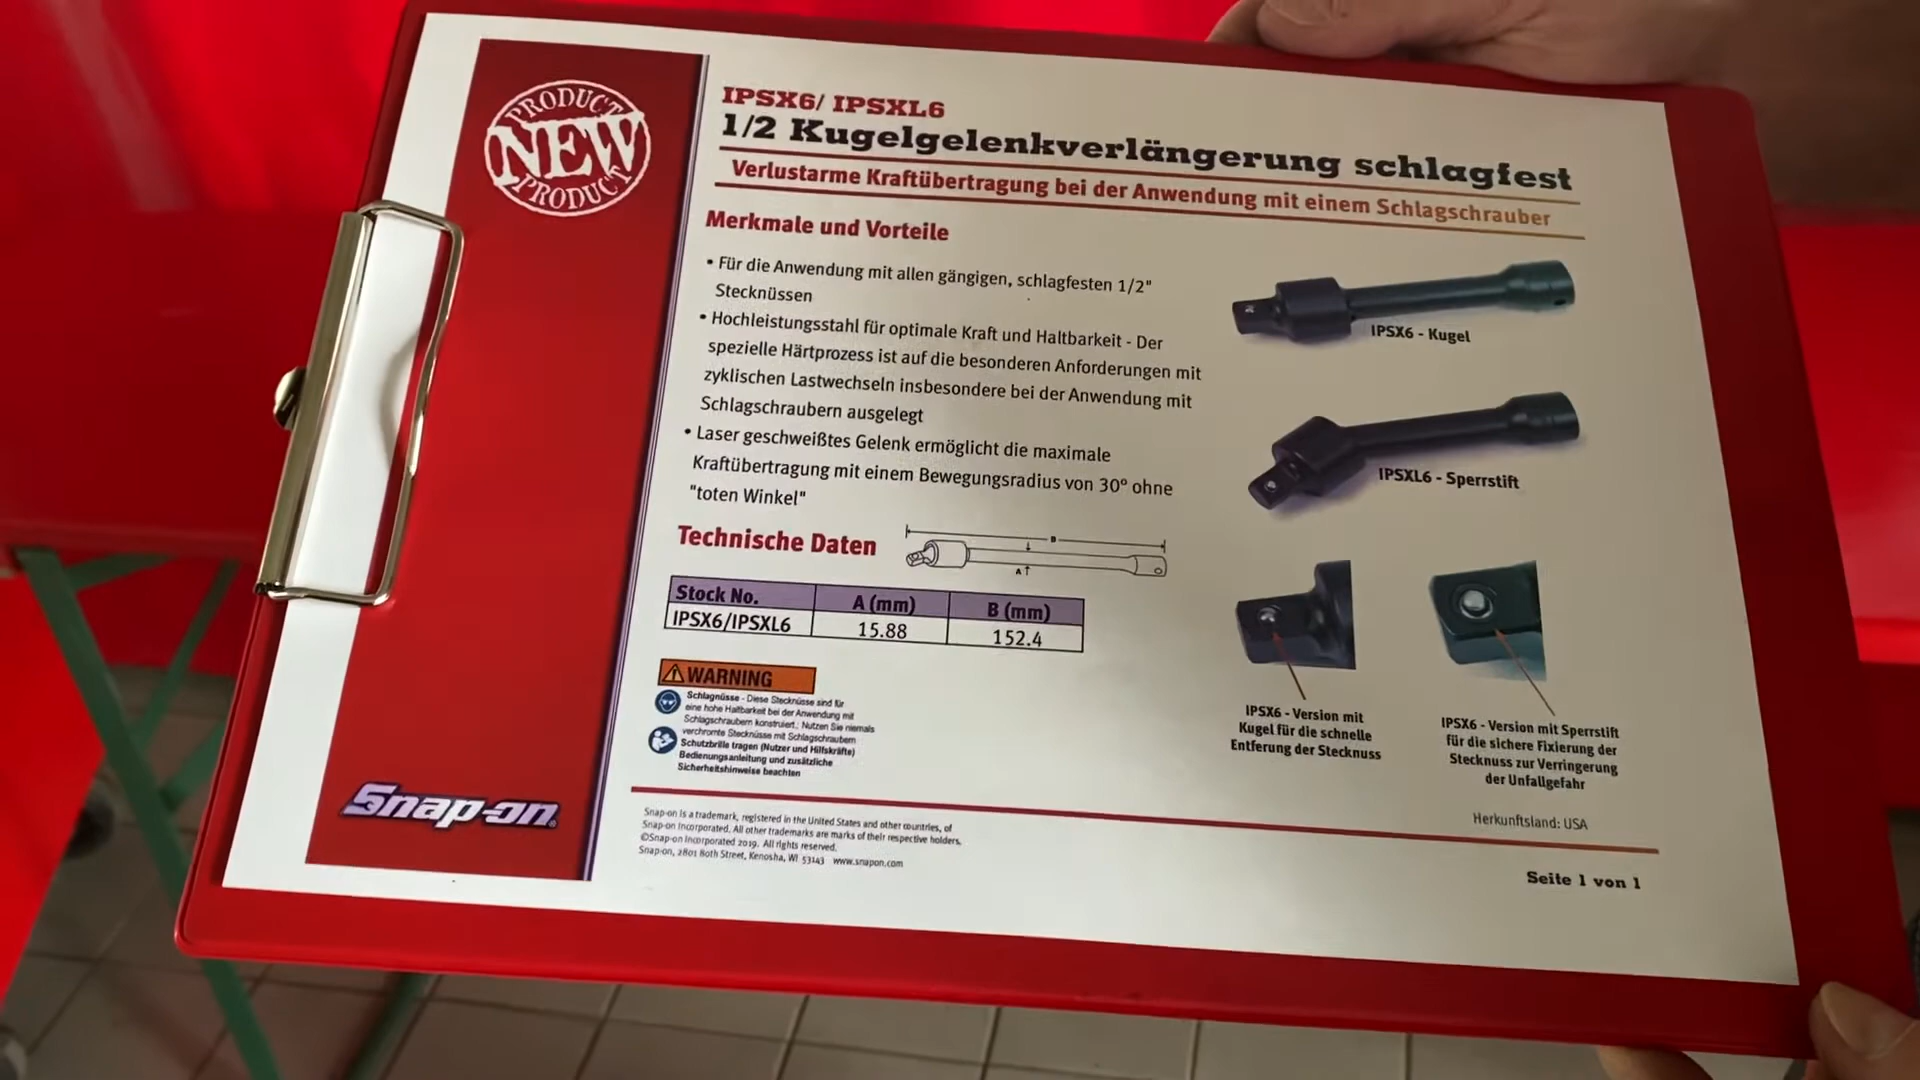 PRODUCT
NEW
PRODUCT
IPSX6/ IPSXL6
1/2 Kugelgelenkverlängerung schlagfest
Verlustarme Kraftübertragung bei der Anwendung mit einem Schlagschrauber
Merkmale und Vorteile
• Für die Anwendung mit allen gängigen, schlagfesten 1/2"
Stecknüssen
• Hochleistungsstahl für optimale Kraft und Haltbarkeit - Der
spezielle Härtprozess ist auf die besonderen Anforderungen mit
zyklischen Lastwechseln insbesondere bei der Anwendung mit
Schlagschraubern ausgelegt
• Laser geschweißtes Gelenk ermöglicht die maximale
Kraftübertragung mit einem Bewegungsradius von 30° ohne
"toten Winkel"
IPSX6 - Kugel
IPSXL6 - Sperrstift
Technische Daten
B
A
Stock No. A (mm) B (mm)
IPSX6/IPSXL6 15.88 152.4
WARNING
Schlagnüsse - Diese Stecknüsse sind für
eine hohe Haltbarkeit bei der Anwendung mit
Schlagschraubern konstruiert.; Nutzen Sie niemals
verchromte Stecknüsse mit Schlagschraubern
Schutzbrille tragen (Nutzer und Hilfskräfte)
Bedienungsanleitung und zusätzliche
Sicherheitshinweise beachten
IPSX6 - Version mit
Kugel für die schnelle
Entferung der Stecknuss
IPSX6 - Version mit Sperrstift
für die sichere Fixierung der
Stecknuss zur Verringerung
der Unfallgefahr
Herkunftsland: USA
Snap-on
Snap-on is a trademark, registered in the United States and other countries, of
Snap-on Incorporated. All other trademarks are marks of their respective holders.
©Snap-on Incorporated 2019. All rights reserved.
Snap-on, 2801 80th Street, Kenosha, WI 53143 www.snapon.com
Seite 1 von 1